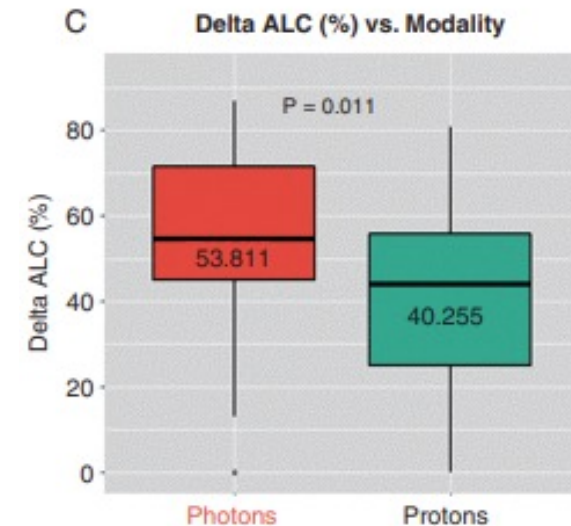 C Delta ALC (%) vs. Modality
P = 0.011
Delta ALC (%)
80
60
40
20
0
53.811
40.255
Photons Protons